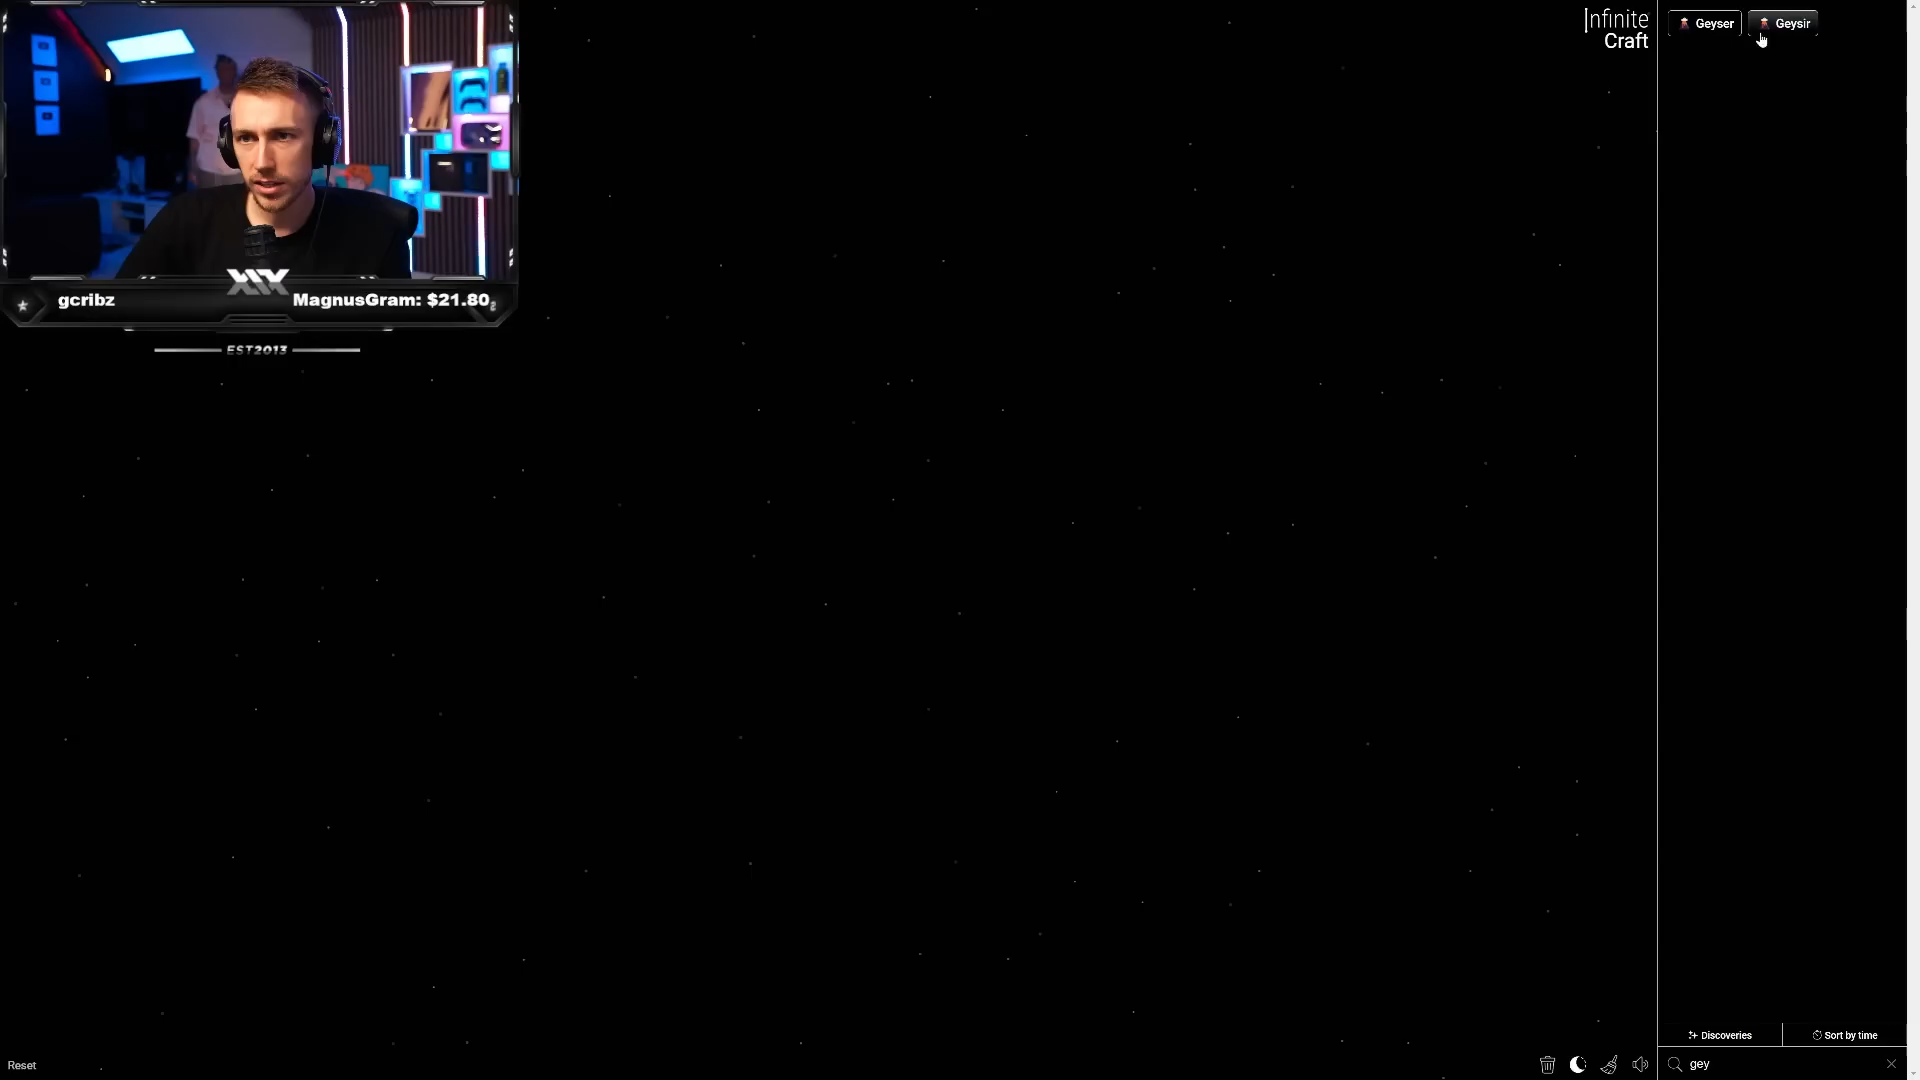 gcribz
MagnusGram: $21.80
EST2013
Infinite
Craft
Geyser
Geysir
Discoveries
Sort by time
gey
Reset